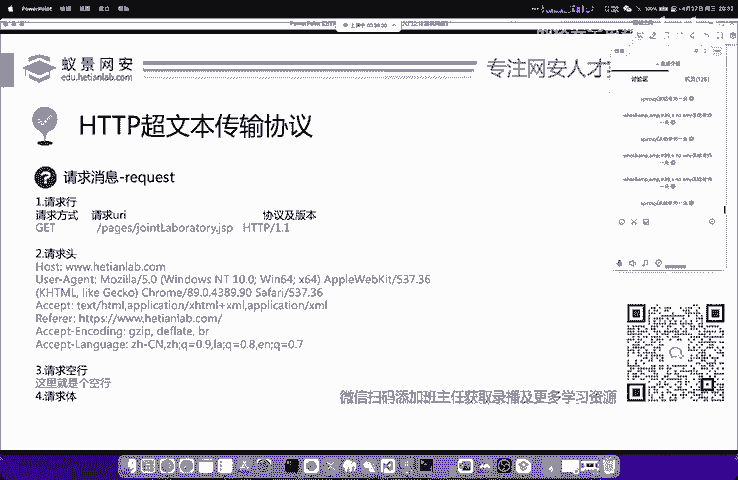 PowerPoint
蚁景网安
edu.hetianlab.com
专注网安人才
HTTP超文本传输协议
请求消息-request
1.请求行
请求方式 请求uri 协议及版本
GET /pages/jointLaboratory.jsp HTTP/1.1
2.请求头
Host: www.hetianlab.com
User-Agent: Mozilla/5.0 (Windows NT 10.0; Win64; x64) AppleWebKit/537.36
(KHTML, like Gecko) Chrome/89.0.4389.90 Safari/537.36
Accept: text/html,application/xhtml+xml,application/xml
Referer: https://www.hetianlab.com/
Accept-Encoding: gzip, deflate, br
Accept-Language: zh-CN,zh;q=0.9,la;q=0.8,en;q=0.7
3.请求空行
这里就是个空行
4.请求体
微信扫码添加班主任获取录播及更多学习资源